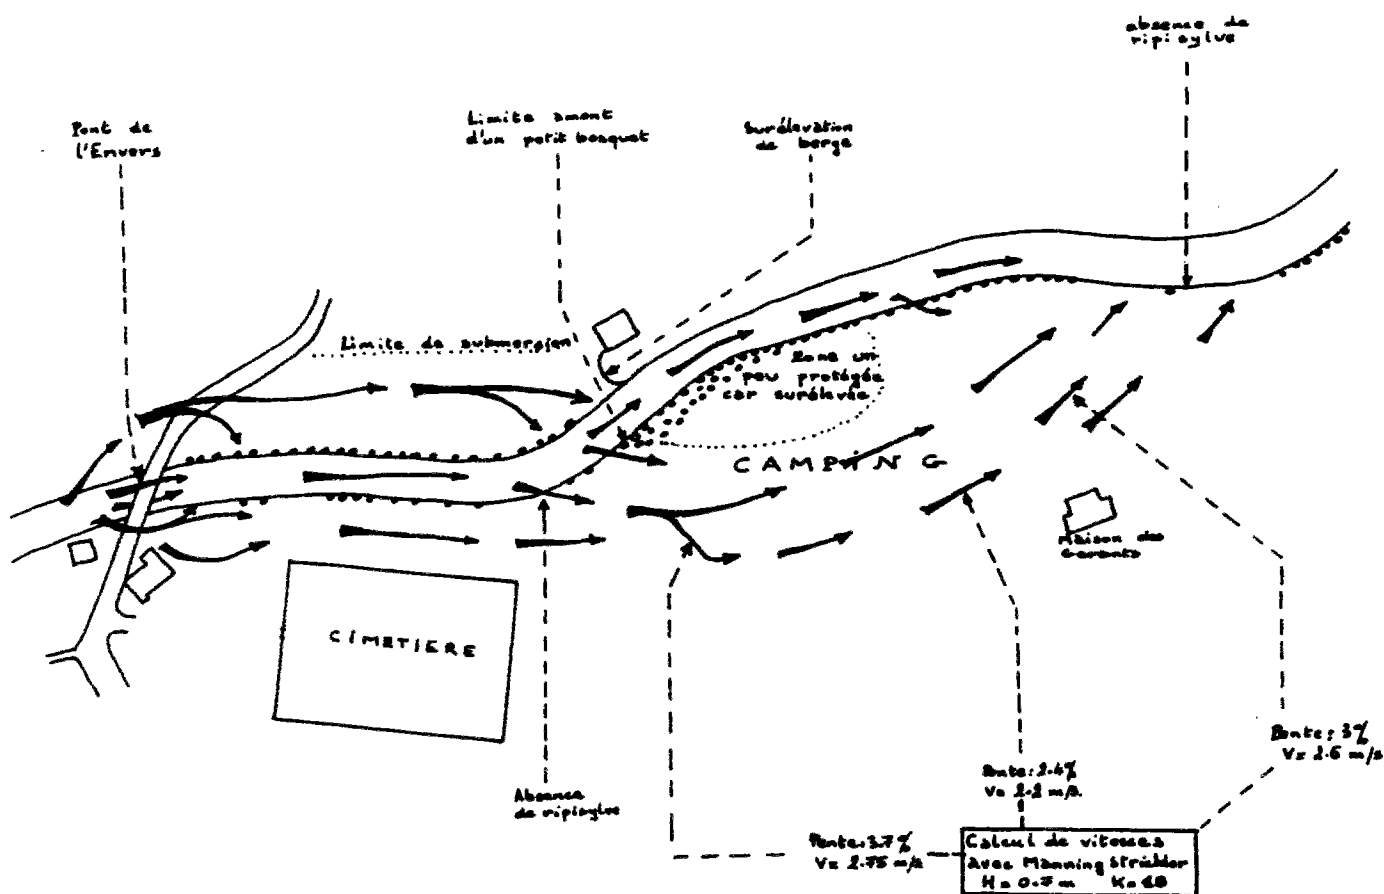 absence de
ripisylve
Limite amont
d'un petit bosquet
Surélévation
de berge
Pont de
l'Envers
Limite de submersion
Zone un
peu protégée
car surélevée
CAMPING
Maison des
Gerants
CIMETIERE
Absence
de ripisylve
Pente: 3%
V= 2.6 m/s
Pente: 2.4%
V= 2.2 m/s
Pente: 3.7%
V= 2.75 m/s
Calcul de vitesses
avec Manning Strickler
H= 0.7 m K= 18